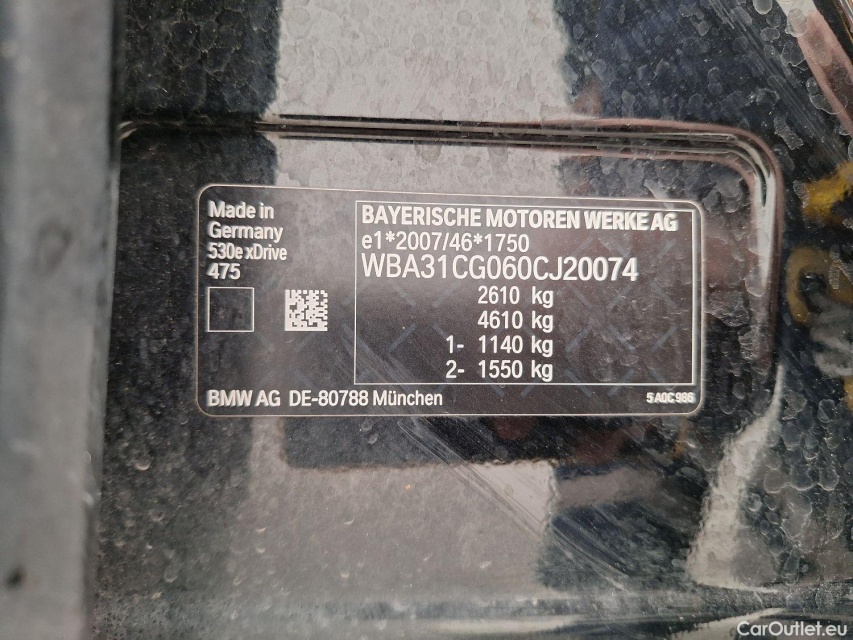 Made in
Germany
530e xDrive
475
BAYERISCHE MOTOREN WERKE AG
e1*2007/46*1750
WBA31CG060CJ20074
2610 kg
4610 kg
1- 1140 kg
2- 1550 kg
BMW AG DE-80788 München
5A0C986
CarOutlet.eu